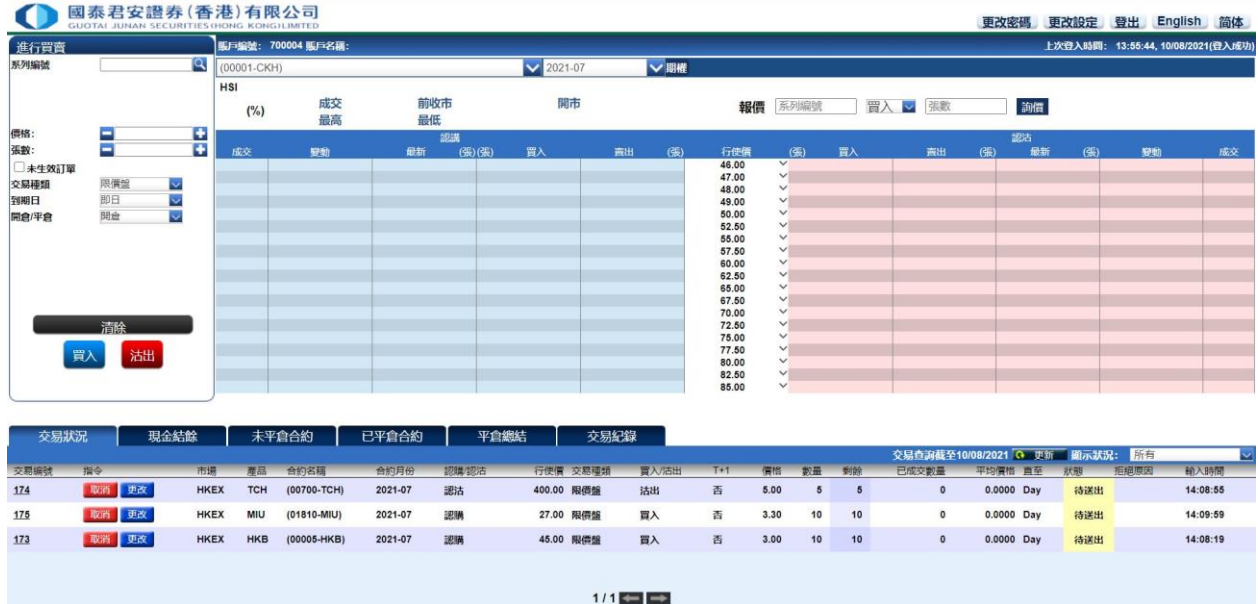 國泰君安證券(香港)有限公司
GUOTAI JUNAN SECURITIES (HONG KONG) LIMITED
更改密碼 更改設定 登出 English 简体
進行買賣
賬戶編號: 700004 賬戶名稱:
上次登入時間: 13:55:44, 10/08/2021(登入成功)
系列編號
(00001-CKH) 2021-07 期權
HSI
(%) 成交 前收市 開市
最高 最低
報價 系列編號 買入 張數 詢價
價格:
張數:
未生效訂單
交易種類 限價盤
到期日 即日
開倉/平倉 開倉
清除
買入 沽出
認購 認沽
成交 變動 最新 (張)(張) 買入 賣出 (張) 行使價 (張) 買入 賣出 (張) 最新 (張) 變動 成交
46.00
47.00
48.00
49.00
50.00
52.50
55.00
57.50
60.00
62.50
65.00
67.50
70.00
72.50
75.00
77.50
80.00
82.50
85.00
交易狀況 現金結餘 未平倉合約 已平倉合約 平倉總結 交易紀錄
交易查詢截至10/08/2021 更新 顯示狀況: 所有
交易編號 指令 市場 產品 合約名稱 合約月份 認購/認沽 行使價 交易種類 買入/沽出 T+1 價格 數量 剩餘 已成交數量 平均價格 直至 狀態 拒絕原因 輸入時間
174 取消 更改 HKEX TCH (00700-TCH) 2021-07 認沽 400.00 限價盤 沽出 否 5.00 5 5 0 0.0000 Day 待送出 14:08:55
175 取消 更改 HKEX MIU (01810-MIU) 2021-07 認購 27.00 限價盤 買入 否 3.30 10 10 0 0.0000 Day 待送出 14:09:59
173 取消 更改 HKEX HKB (00005-HKB) 2021-07 認購 45.00 限價盤 買入 否 3.00 10 10 0 0.0000 Day 待送出 14:08:19
1 / 1